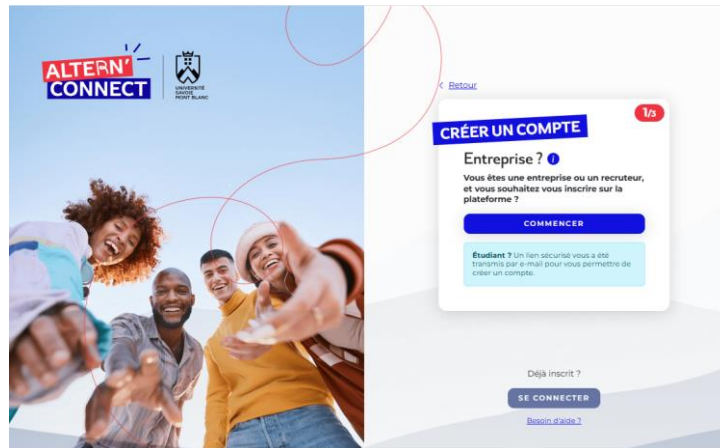 ALTERN'
CONNECT
UNIVERSITÉ
SAVOIE
MONT BLANC
< Retour
1/3
CRÉER UN COMPTE
Entreprise ? i
Vous êtes une entreprise ou un recruteur,
et vous souhaitez vous inscrire sur la
plateforme ?
COMMENCER
Étudiant ? Un lien sécurisé vous a été
transmis par e-mail pour vous permettre de
créer un compte.
Déjà inscrit ?
SE CONNECTER
Besoin d'aide ?